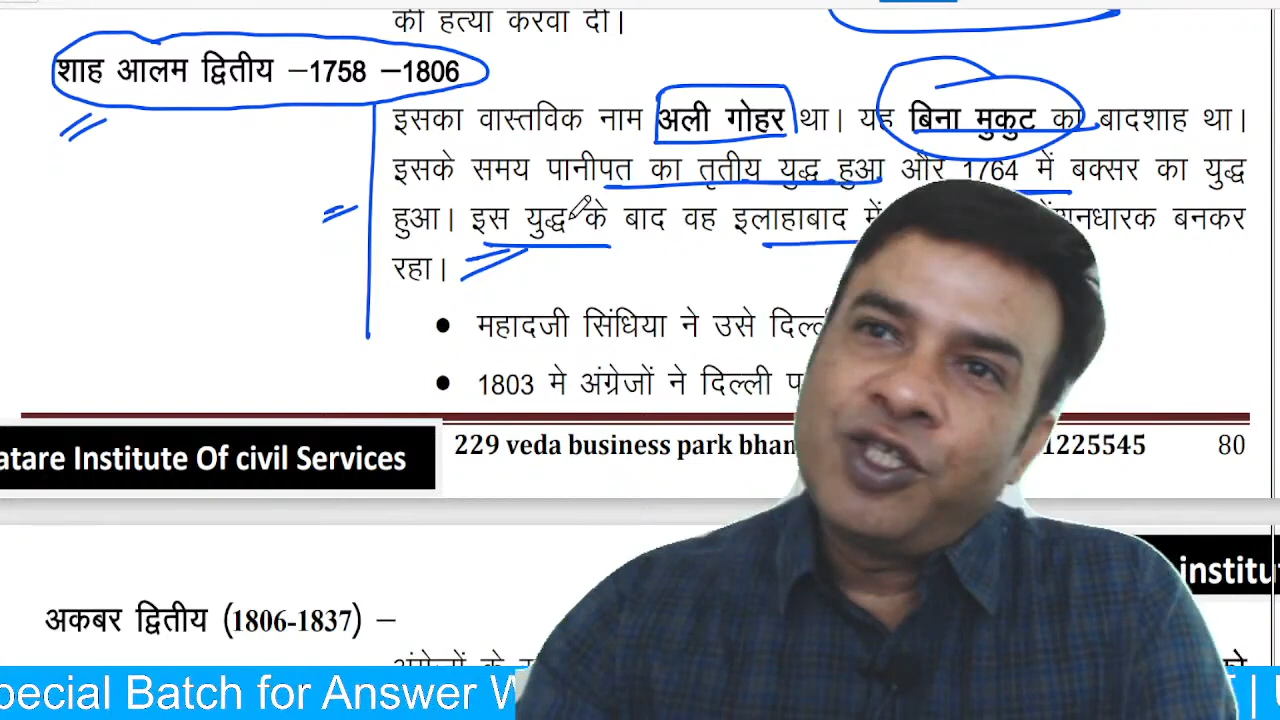 की हत्या करवा दी।
शाह आलम द्वितीय –1758 –1806
इसका वास्तविक नाम अली गोहर था। यह बिना मुकुट का बादशाह था।
इसके समय पानीपत का तृतीय युद्ध हुआ और 1764 में बक्सर का युद्ध
हुआ। इस युद्ध के बाद वह इलाहाबाद में बनकर
रहा।
• महादजी सिंधिया ने उसे
• 1803 मे अंग्रेजों ने दिल्ली
atare Institute Of civil Services
229 veda business park
1225545
80
institu
अकबर द्वितीय (1806-1837) –
अंग्रेजों के
pecial Batch for Answer